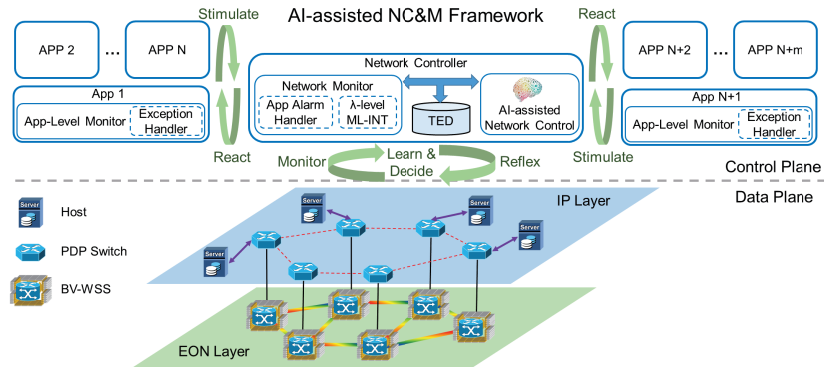 AI-assisted NC&M Framework
Stimulate
React
APP 2
...
APP N
App 1
App-Level Monitor
Exception
Handler
React
Network Controller
Network Monitor
App Alarm
Handler
λ-level
ML-INT
TED
AI-assisted
Network Control
APP N+2
...
APP N+m
App N+1
App-Level Monitor
Exception
Handler
Stimulate
Monitor
Learn &
Decide
Reflex
Control Plane
Data Plane
Server
Host
PDP Switch
BV-WSS
IP Layer
Server
Server
Server
Server
EON Layer